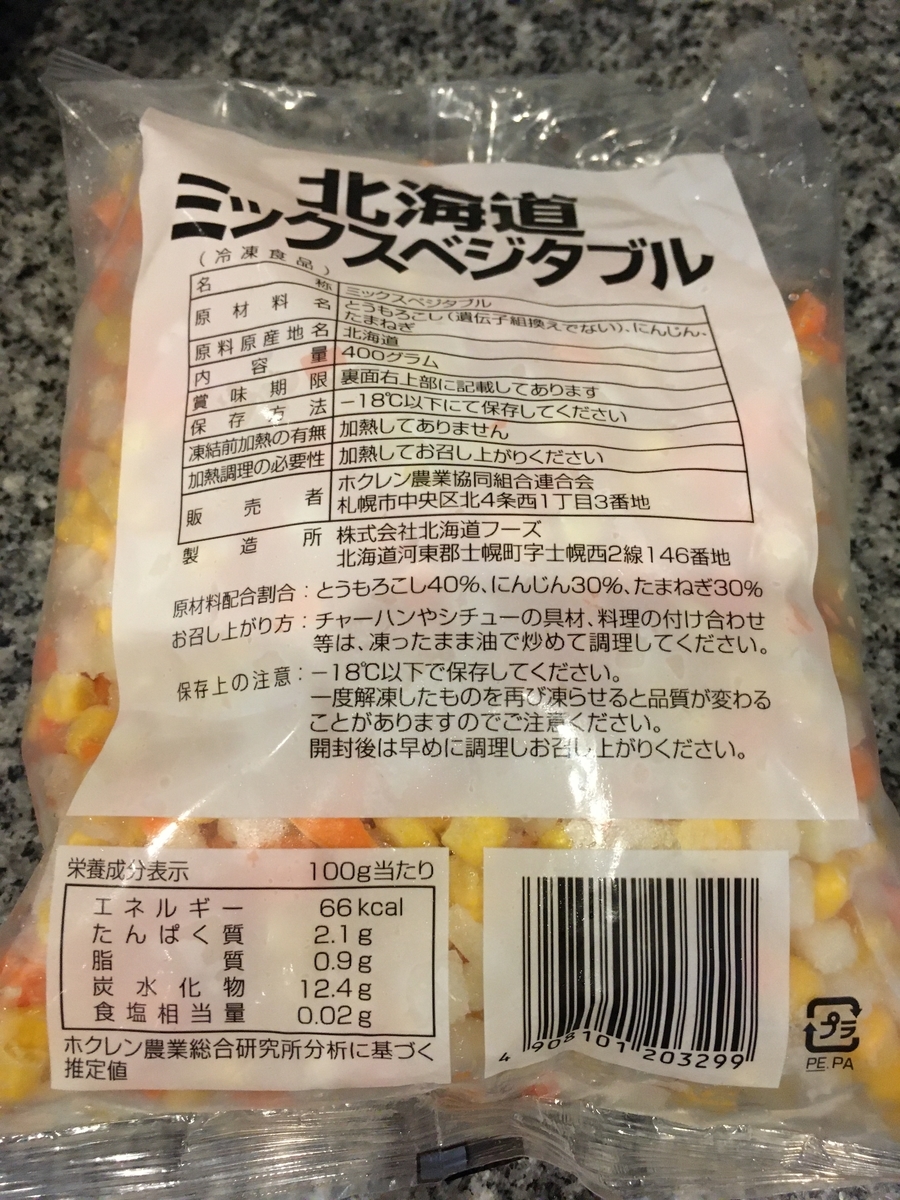 北海道
ミックスベジタブル
(冷凍食品)
名称 ミックスベジタブル
原材料名 とうもろこし(遺伝子組換えでない)、にんじん、
たまねぎ
原料原産地名 北海道
内容量 400グラム
賞味期限 裏面右上部に記載してあります
保存方法 −18℃以下にて保存してください
凍結前加熱の有無 加熱してありません
加熱調理の必要性 加熱してお召し上がりください
販売者 ホクレン農業協同組合連合会
札幌市中央区北4条西1丁目3番地
製造所 株式会社北海道フーズ
北海道河東郡士幌町字士幌西2線146番地
原材料配合割合:とうもろこし40%、にんじん30%、たまねぎ30%
お召し上がり方:チャーハンやシチューの具材、料理の付け合わせ
等は、凍ったまま油で炒めて調理してください。
保存上の注意:−18℃以下で保存してください。
一度解凍したものを再び凍らせると品質が変わる
ことがありますのでご注意ください。
開封後は早めに調理しお召し上がりください。
栄養成分表示 100g当たり
エネルギー 66kcal
たんぱく質 2.1g
脂質 0.9g
炭水化物 12.4g
食塩相当量 0.02g
ホクレン農業総合研究所分析に基づく
推定値
4 908101 203299
プラ
PE.PA